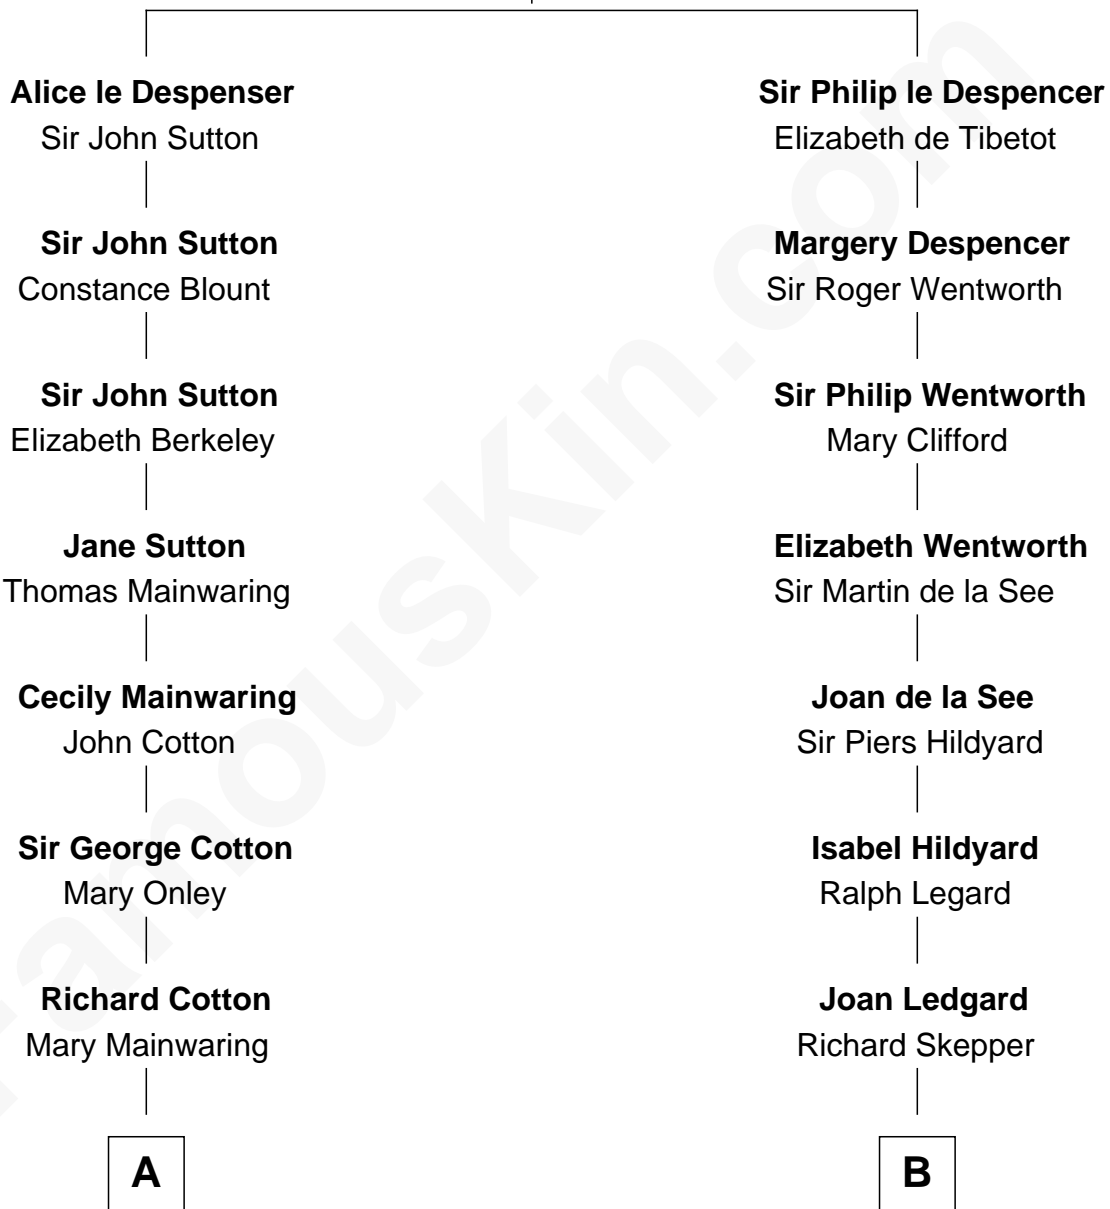 Alice le Despenser
Sir John Sutton
Sir John Sutton
Constance Blount
Sir John Sutton
Elizabeth Berkeley
Jane Sutton
Thomas Mainwaring
Cecily Mainwaring
John Cotton
Sir George Cotton
Mary Onley
Richard Cotton
Mary Mainwaring
A
Sir Philip le Despencer
Elizabeth de Tibetot
Margery Despencer
Sir Roger Wentworth
Sir Philip Wentworth
Mary Clifford
Elizabeth Wentworth
Sir Martin de la See
Joan de la See
Sir Piers Hildyard
Isabel Hildyard
Ralph Legard
Joan Ledgard
Richard Skepper
B
FamousKin.com